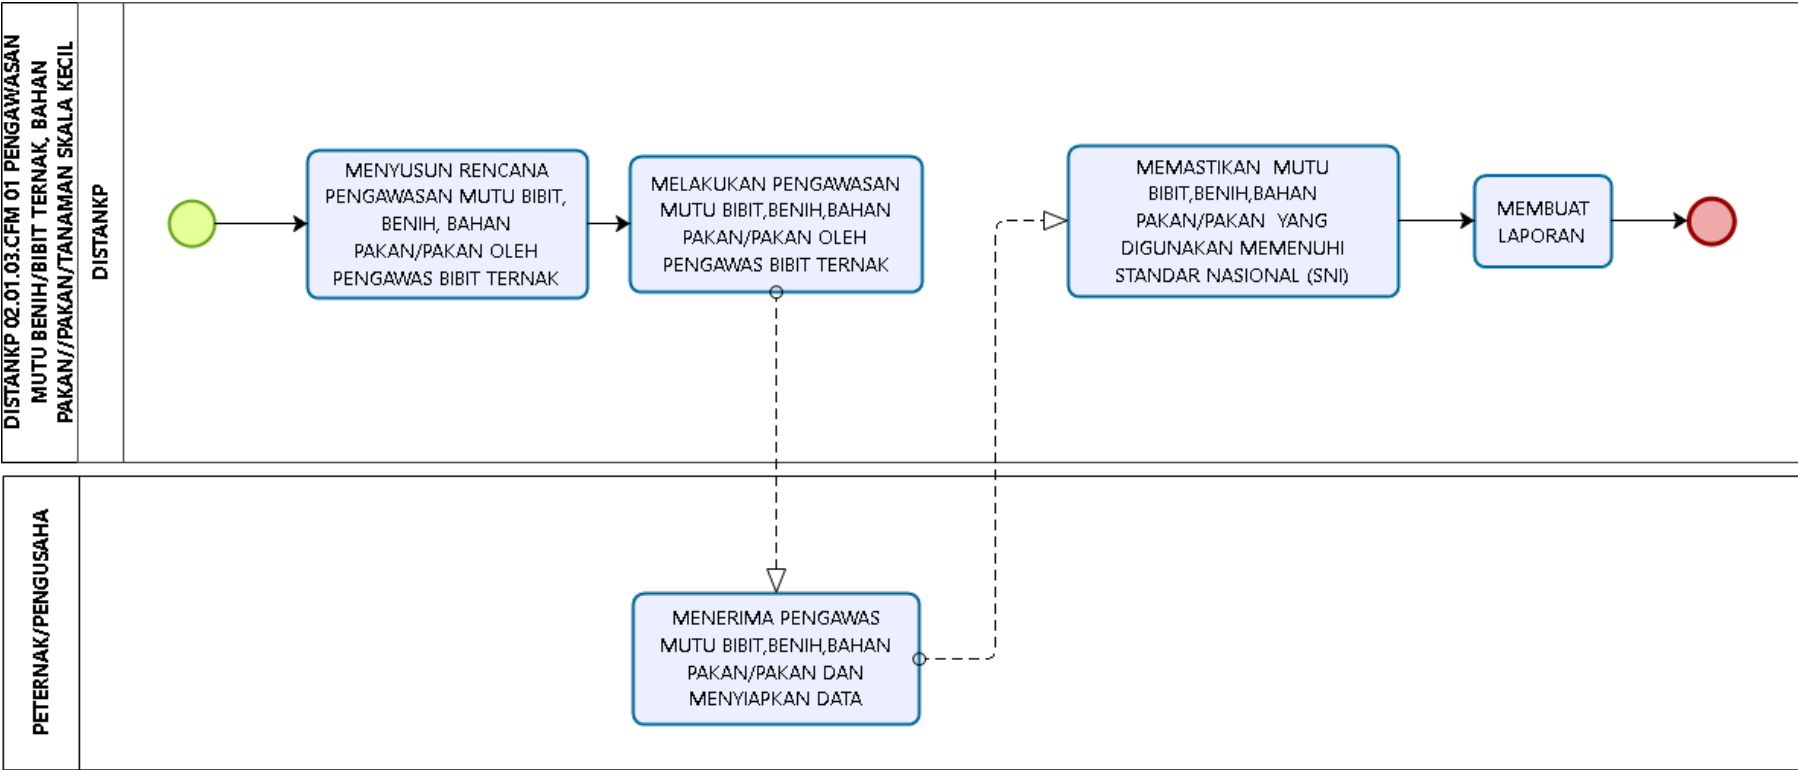 DISTANKP 02.01.03.CFM 01 PENGAWASAN
MUTU BENIH/BIBIT TERNAK, BAHAN
PAKAN//PAKAN/TANAMAN SKALA KECIL
DISTANKP
MENYUSUN RENCANA
PENGAWASAN MUTU BIBIT,
BENIH, BAHAN
PAKAN/PAKAN OLEH
PENGAWAS BIBIT TERNAK
MELAKUKAN PENGAWASAN
MUTU BIBIT,BENIH,BAHAN
PAKAN/PAKAN OLEH
PENGAWAS BIBIT TERNAK
MEMASTIKAN MUTU
BIBIT,BENIH,BAHAN
PAKAN/PAKAN YANG
DIGUNAKAN MEMENUHI
STANDAR NASIONAL (SNI)
MEMBUAT
LAPORAN
PETERNAK/PENGUSAHA
MENERIMA PENGAWAS
MUTU BIBIT,BENIH,BAHAN
PAKAN/PAKAN DAN
MENYIAPKAN DATA